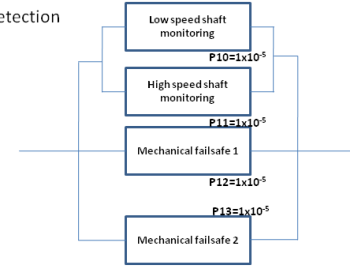 etection
Low speed shaft
monitoring
P10=1x10⁻⁵
High speed shaft
monitoring
P11=1x10⁻⁵
Mechanical failsafe 1
P12=1x10⁻⁵
P13=1x10⁻⁵
Mechanical failsafe 2